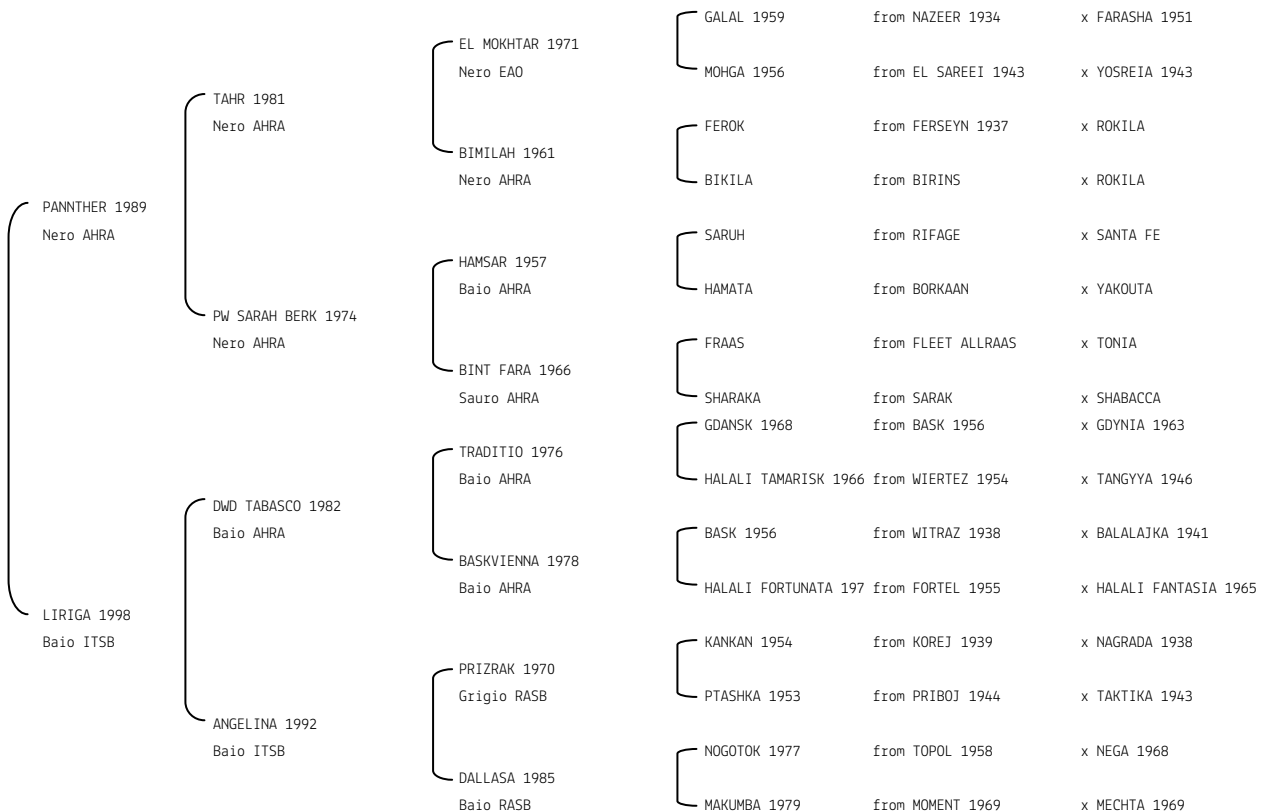 GALAL 1959 from NAZEER 1934 x FARASHA 1951
EL MOKHTAR 1971
Nero EAO
MOHGA 1956 from EL SAREEI 1943 x YOSREIA 1943
TAHR 1981
Nero AHRA
FEROK from FERSEYN 1937 x ROKILA
BIMILAH 1961
Nero AHRA
BIKILA from BIRINS x ROKILA
PANNTHER 1989
Nero AHRA
SARUH from RIFAGE x SANTA FE
HAMSAR 1957
Baio AHRA
HAMATA from BORKAAN x YAKOUTA
PW SARAH BERK 1974
Nero AHRA
FRAAS from FLEET ALLRAAS x TONIA
BINT FARA 1966
Sauro AHRA
SHARAKA from SARAK x SHABACCA
GDANSK 1968 from BASK 1956 x GDYNIA 1963
TRADITIO 1976
Baio AHRA
HALALI TAMARISK 1966 from WIERTEZ 1954 x TANGYYA 1946
DWD TABASCO 1982
Baio AHRA
BASK 1956 from WITRAZ 1938 x BALALAJKA 1941
BASKVIENNA 1978
Baio AHRA
HALALI FORTUNATA 197 from FORTEL 1955 x HALALI FANTASIA 1965
LIRIGA 1998
Baio ITSB
KANKAN 1954 from KOREJ 1939 x NAGRADA 1938
PRIZRAK 1970
Grigio RASB
PTASHKA 1953 from PRIBOJ 1944 x TAKTIKA 1943
ANGELINA 1992
Baio ITSB
NOGOTOK 1977 from TOPOL 1958 x NEGA 1968
DALLASA 1985
Baio RASB
MAKUMBA 1979 from MOMENT 1969 x MECHTA 1969